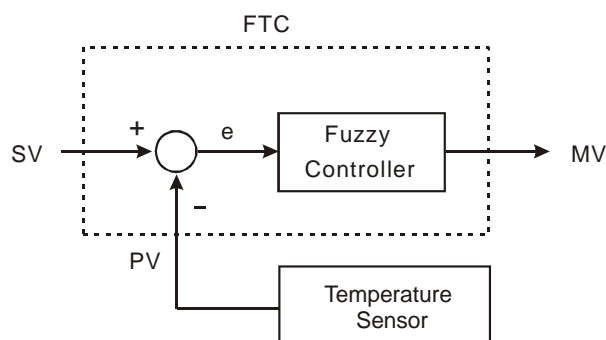 FTC
+
e
Fuzzy
Controller
SV
MV
−
PV
Temperature
Sensor